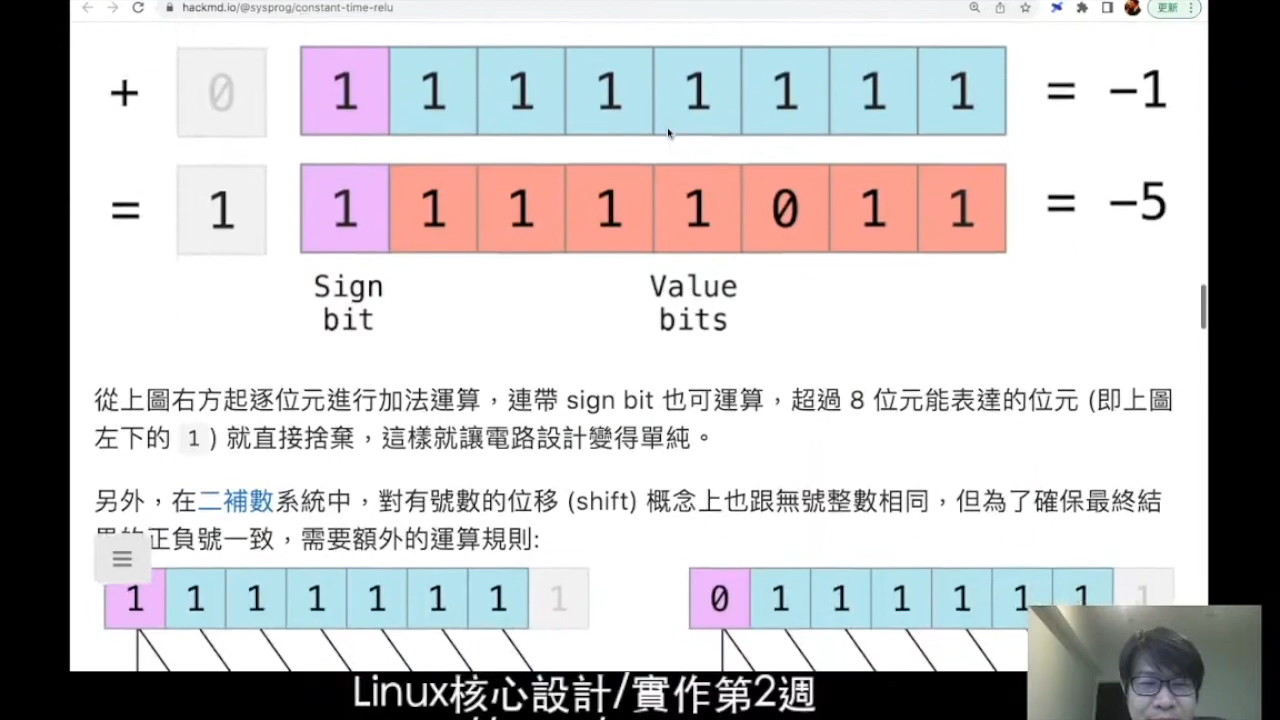 hackmd.io/@sysprog/constant-time-relu
更新
+ 0 1 1 1 1 1 1 1 1 = −1
= 1 1 1 1 1 1 0 1 1 = −5
Sign bit
Value bits
從上圖右方起逐位元進行加法運算，連帶 sign bit 也可運算，超過 8 位元能表達的位元 (即上圖
左下的 1 ) 就直接捨棄，這樣就讓電路設計變得單純。
另外，在二補數系統中，對有號數的位移 (shift) 概念上也跟無號整數相同，但為了確保最終結
正負號一致，需要額外的運算規則:
1 1 1 1 1 1 1 1
0 1 1 1 1 1 1 1
Linux核心設計/實作第2週